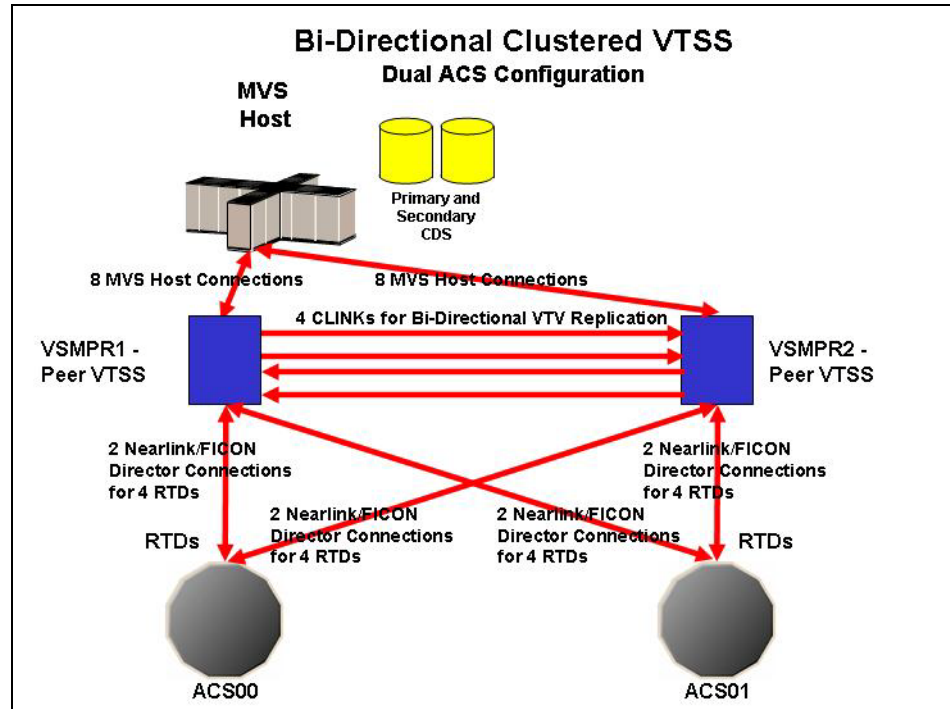 Bi-Directional Clustered VTSS
Dual ACS Configuration
MVS
Host
Primary and
Secondary
CDS
8 MVS Host Connections
8 MVS Host Connections
4 CLINKs for Bi-Directional VTV Replication
VSMPR1 -
Peer VTSS
VSMPR2 -
Peer VTSS
2 Nearlink/FICON
Director Connections
for 4 RTDs
2 Nearlink/FICON
Director Connections
for 4 RTDs
2 Nearlink/FICON
Director Connections
for 4 RTDs
2 Nearlink/FICON
Director Connections
for 4 RTDs
RTDs
RTDs
ACS00
ACS01